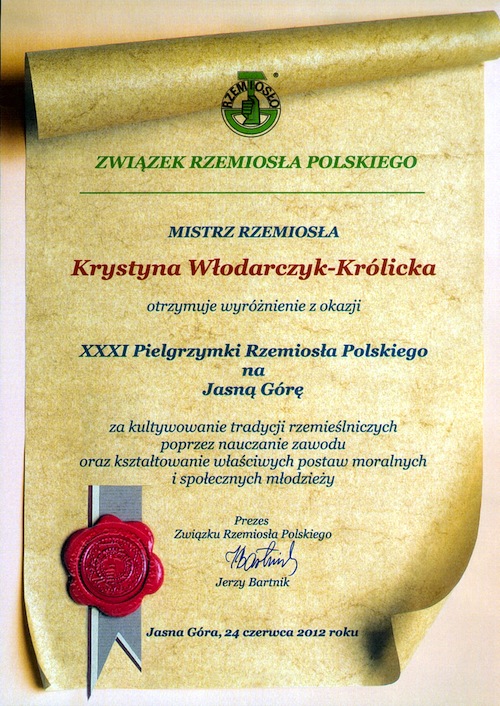 RZEMIOSŁO
ZWIĄZEK RZEMIOSŁA POLSKIEGO
MISTRZ RZEMIOSŁA
Krystyna Włodarczyk-Królicka
otrzymuje wyróżnienie z okazji
XXXI Pielgrzymki Rzemiosła Polskiego
na
Jasną Górę
za kultywowanie tradycji rzemieślniczych
poprzez nauczanie zawodu
oraz kształtowanie właściwych postaw moralnych
i społecznych młodzieży
Prezes
Związku Rzemiosła Polskiego
JBartnik
Jerzy Bartnik
Jasna Góra, 24 czerwca 2012 roku